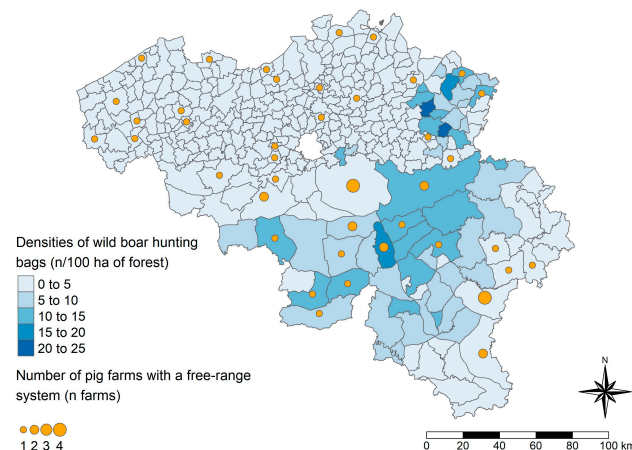 Densities of wild boar hunting
bags (n/100 ha of forest)
0 to 5
5 to 10
10 to 15
15 to 20
20 to 25
Number of pig farms with a free-range
system (n farms)
1 2 3 4
N
0 20 40 60 80 100 km